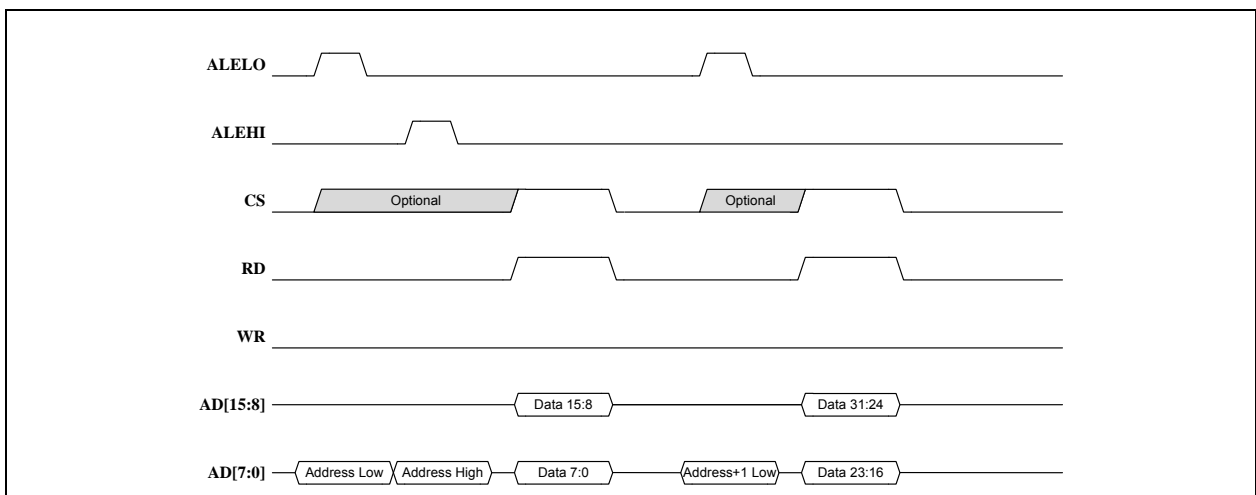 ALELO
ALEHI
CS Optional Optional
RD
WR
AD[15:8] Data 15:8 Data 31:24
AD[7:0] Address Low Address High Data 7:0 Address+1 Low Data 23:16